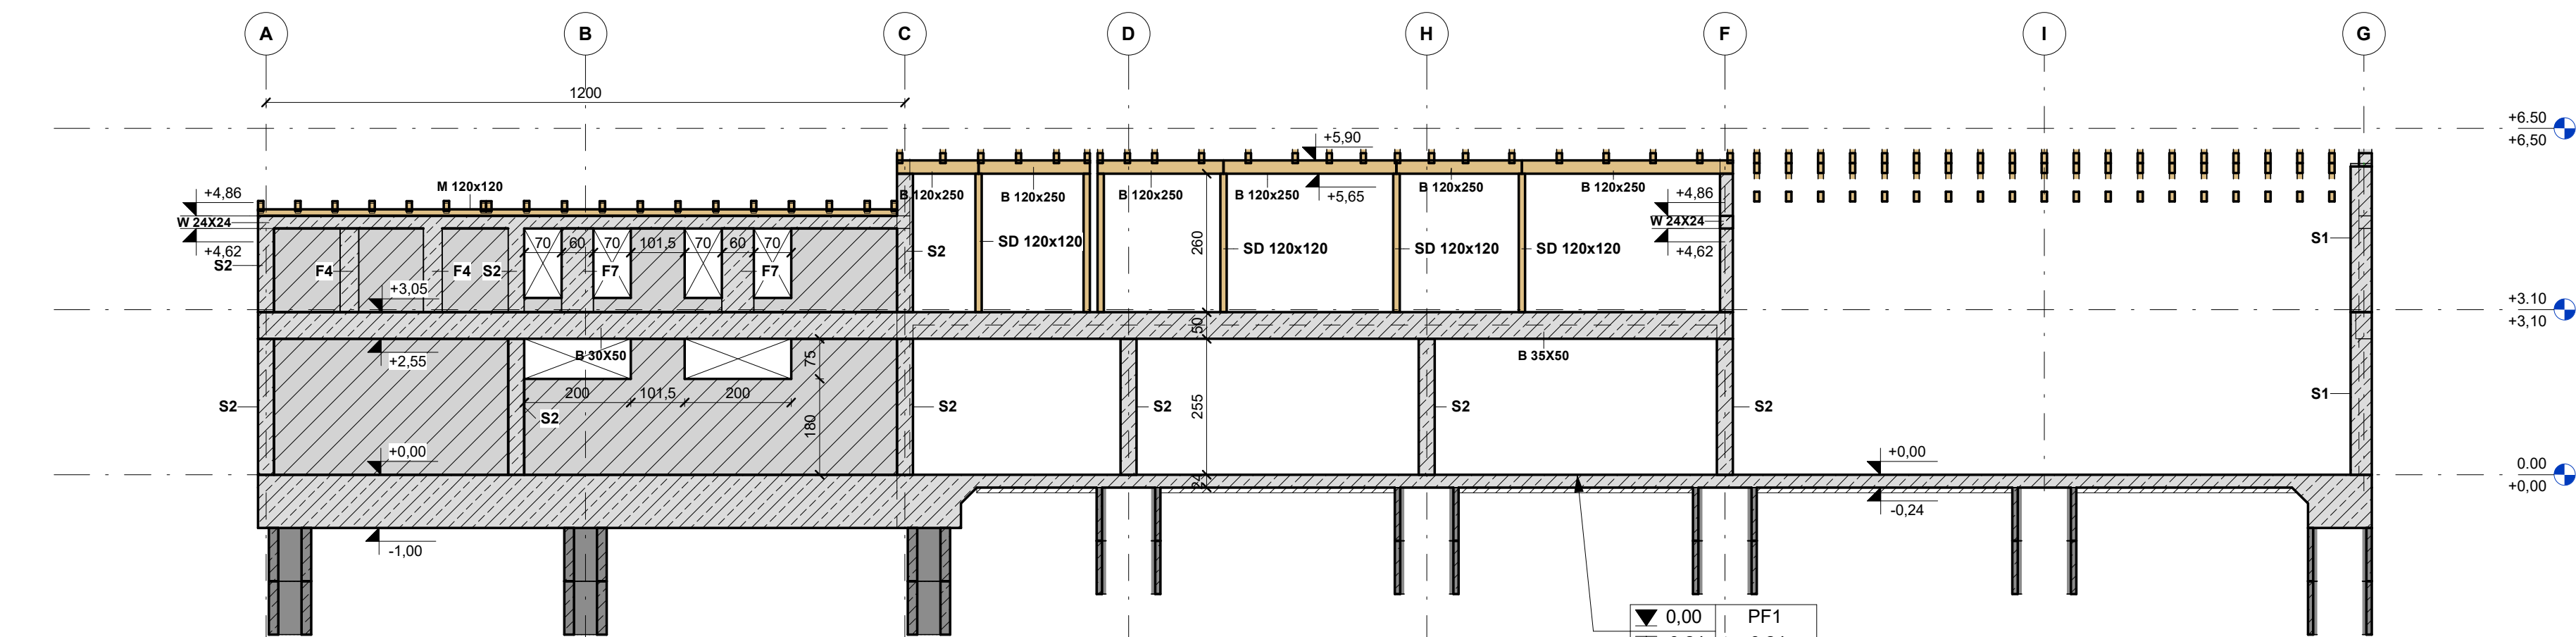 A B C D H F I G
1200
+6.50
+6,50
+5,90
M 120x120
+4,86
B 120x250
B 120x250
B 120x250
B 120x250
B 120x250
B 120x250
+5,65
+4,86
W 24X24
W 24X24
+4,62
+4,62
70 60 70 101,5 70 60 70
260
SD 120x120
SD 120x120
SD 120x120
SD 120x120
S2
S2
S1
F4
F4
S2
F7
F7
+3,05
+3.10
+3,10
50
+2,55
B 30X50
75
B 35X50
200 101,5 200
S2
S2
180
S2
S2
255
S2
S2
S1
+0,00
+0,00
0.00
+0,00
24
-0,24
-1,00
0,00 PF1